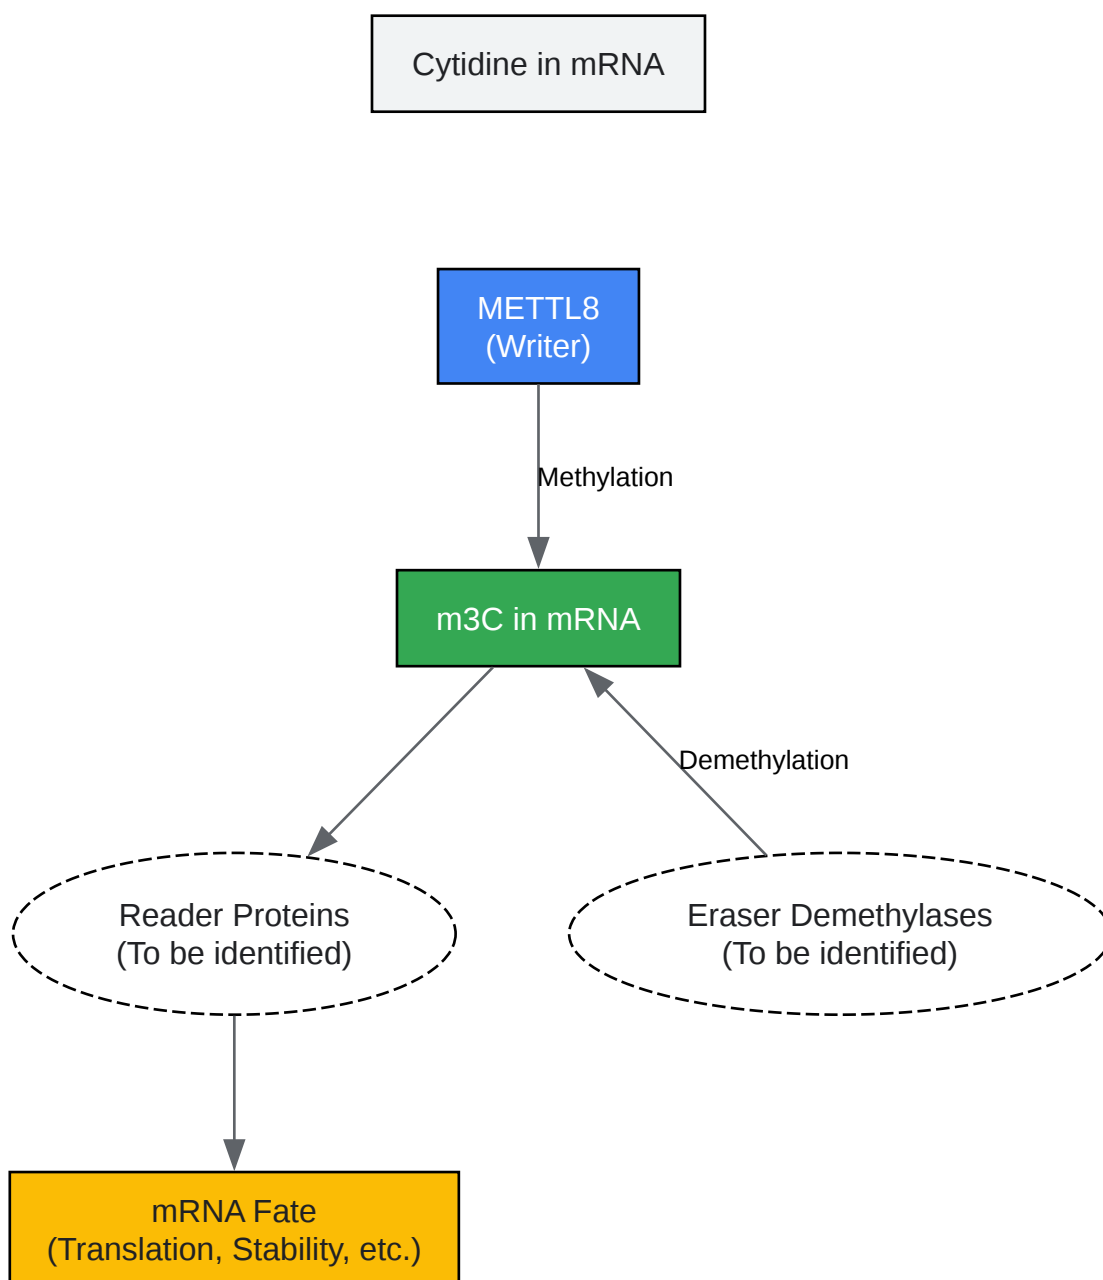 Cytidine in mRNA
METTL8
(Writer)
Methylation
m3C in mRNA
Demethylation
Reader Proteins
(To be identified)
Eraser Demethylases
(To be identified)
mRNA Fate
(Translation, Stability, etc.)